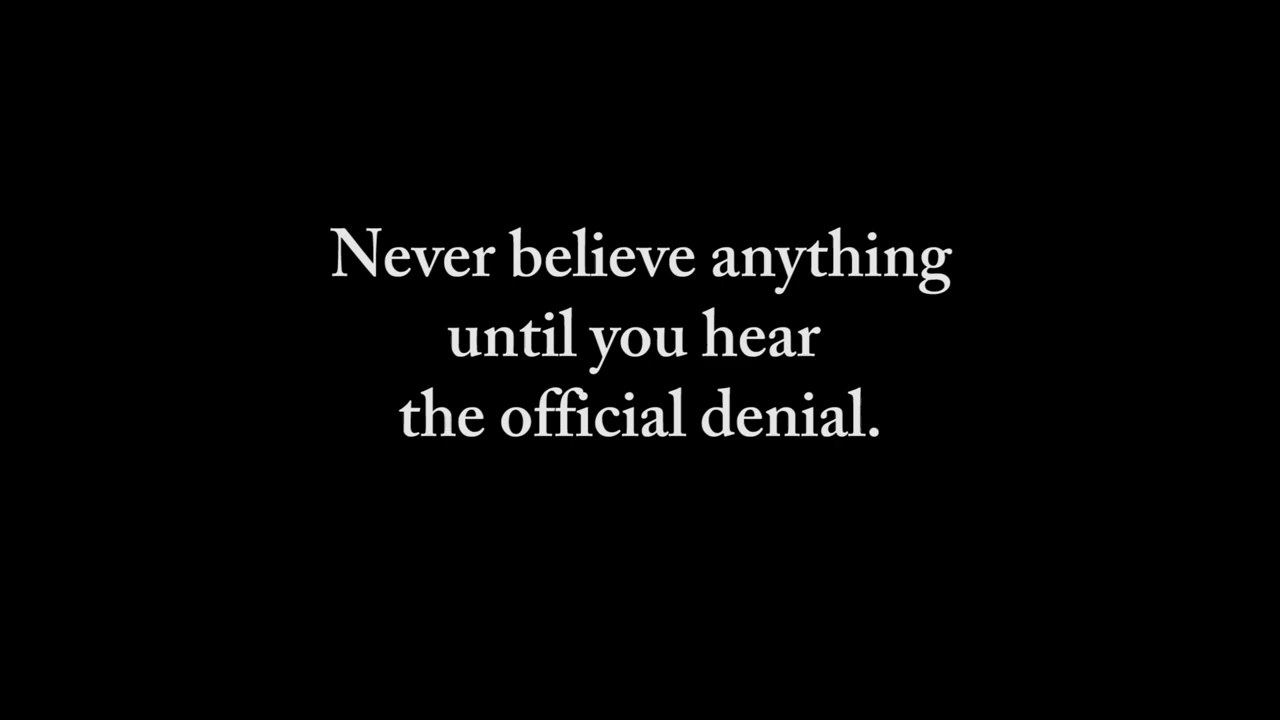 Never believe anything
until you hear
the official denial.